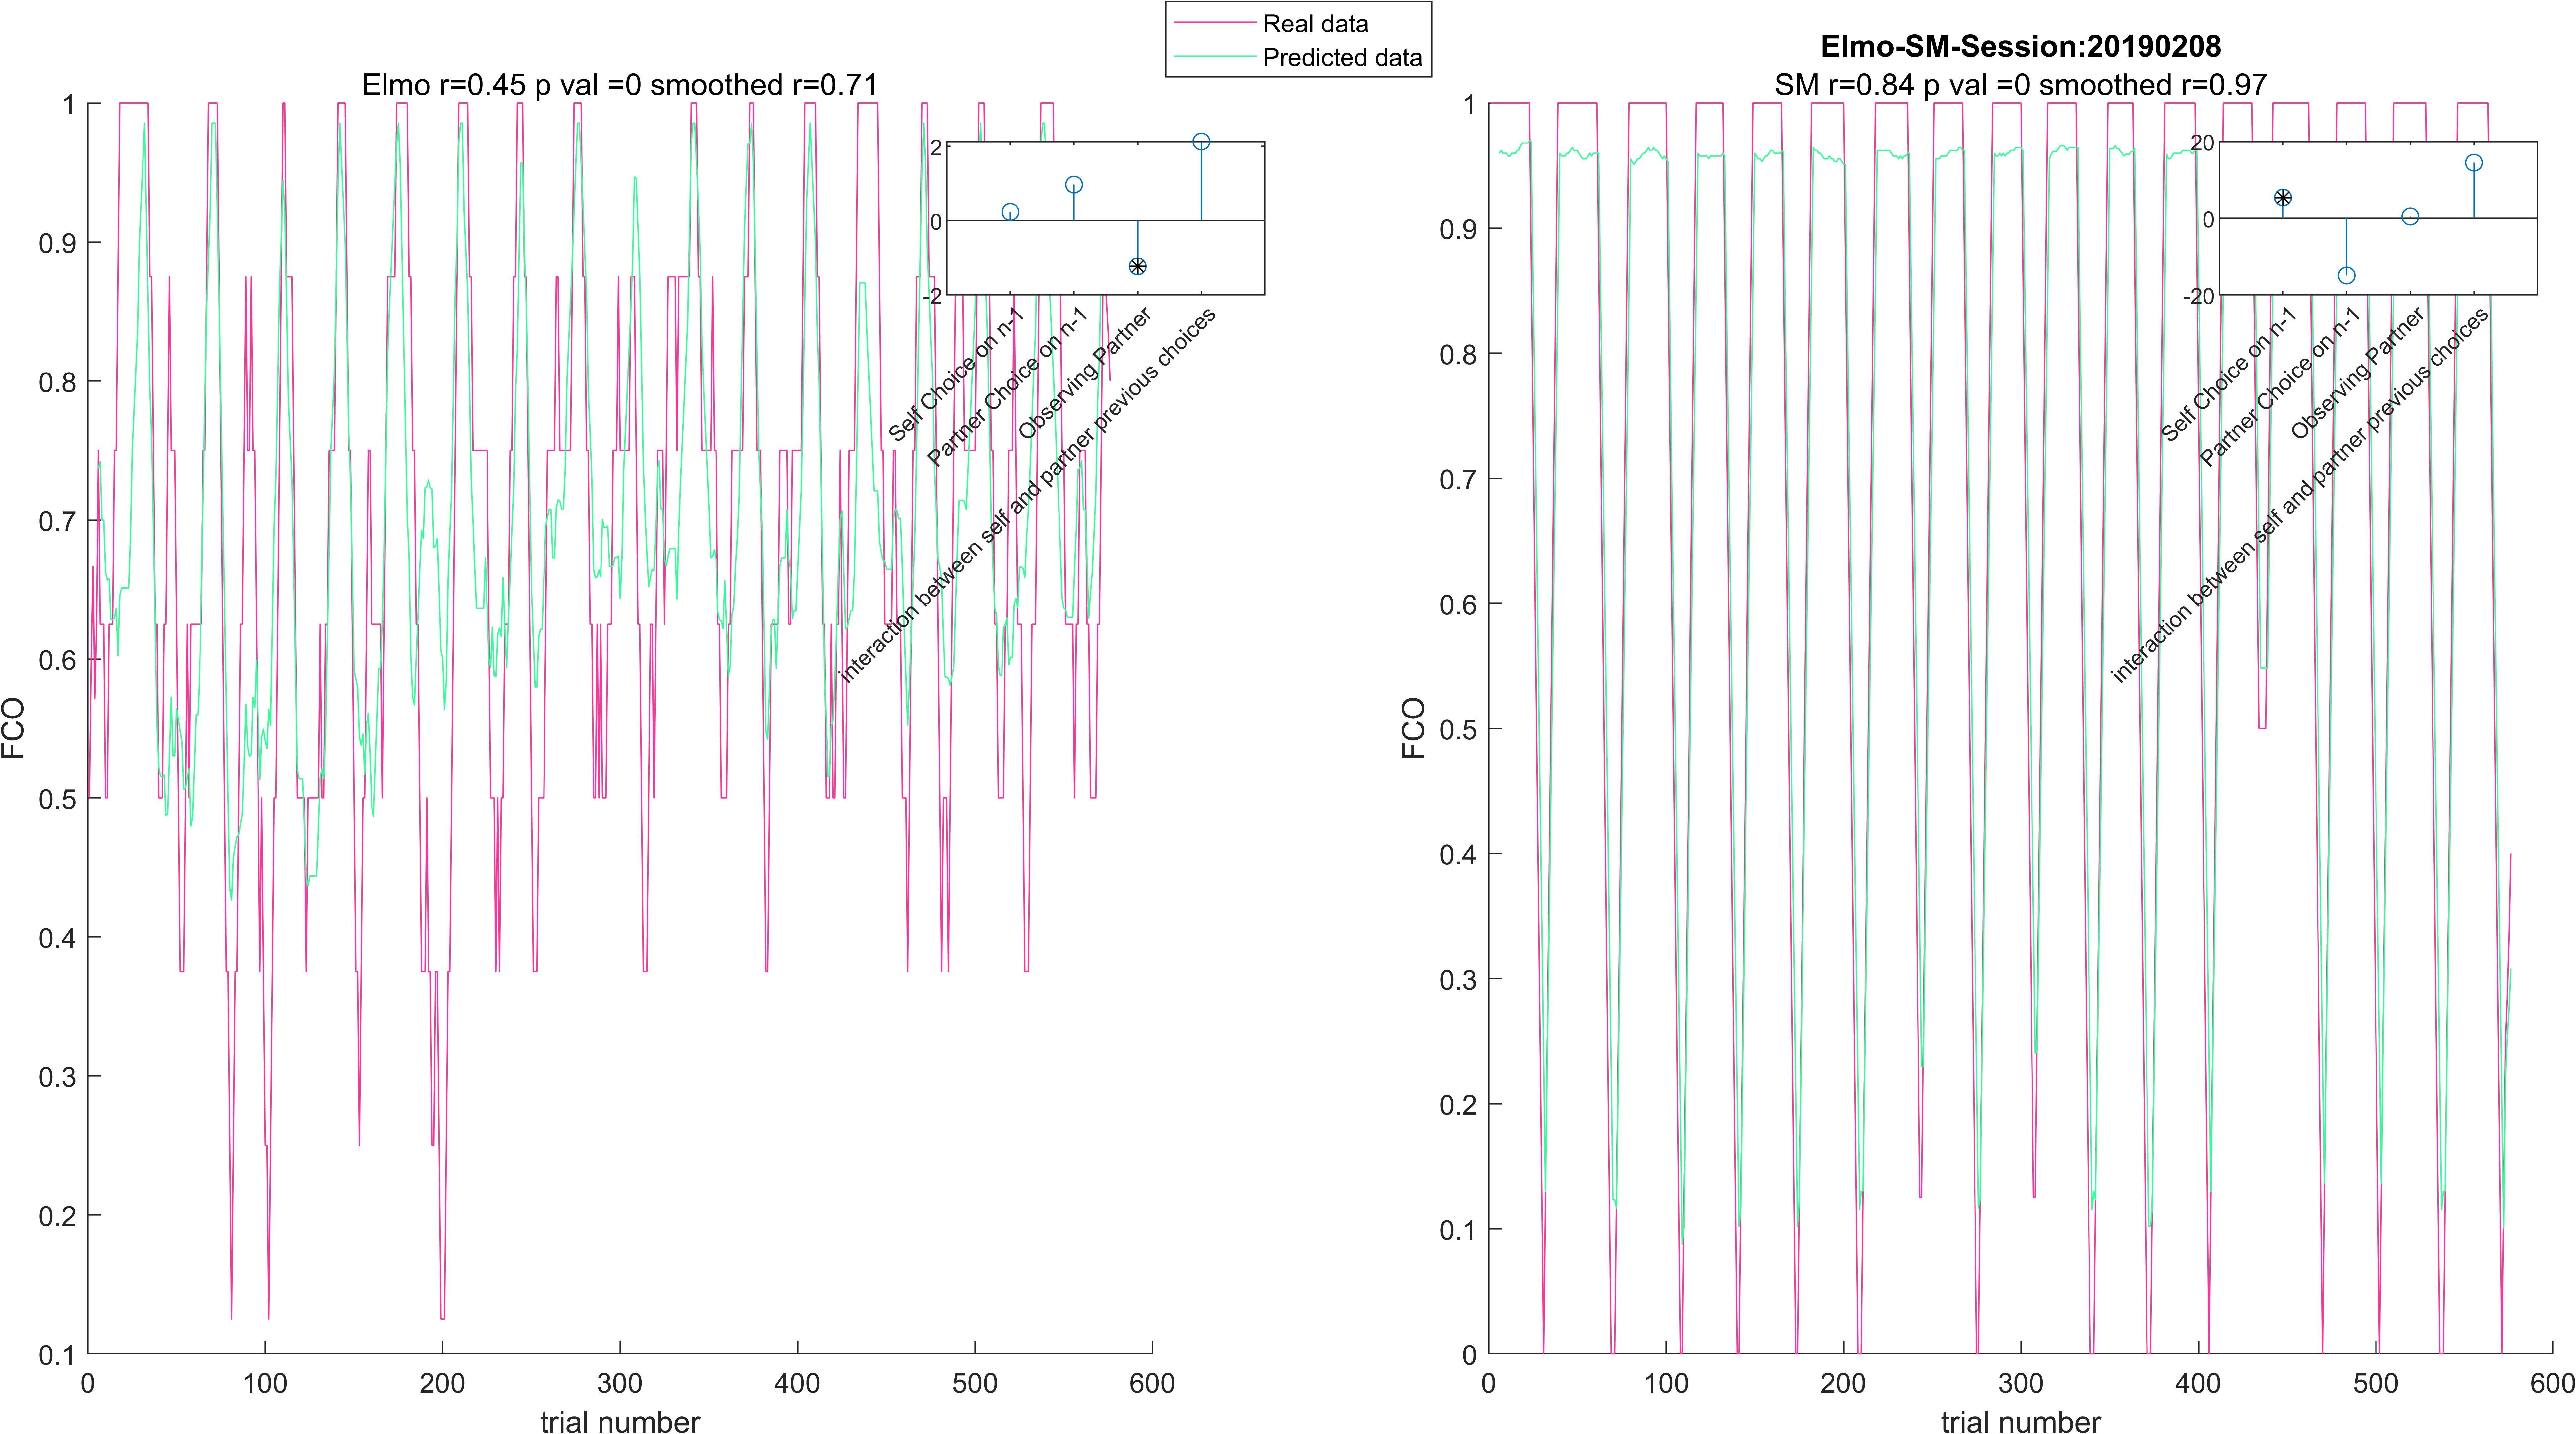 Real data
Predicted data
Elmo r=0.45 p val =0 smoothed r=0.71
1
0.9
0.8
0.7
0.6
0.5
0.4
0.3
0.2
0.1
FCO
0
100
200
300
400
500
600
trial number
2
0
-2
Self Choice on n-1
Partner Choice on n-1
Observing Partner
interaction between self and partner previous choices
Elmo-SM-Session:20190208
SM r=0.84 p val =0 smoothed r=0.97
1
0.9
0.8
0.7
0.6
0.5
0.4
0.3
0.2
0.1
0
FCO
0
100
200
300
400
500
600
trial number
20
0
-20
Self Choice on n-1
Partner Choice on n-1
Observing Partner
interaction between self and partner previous choices